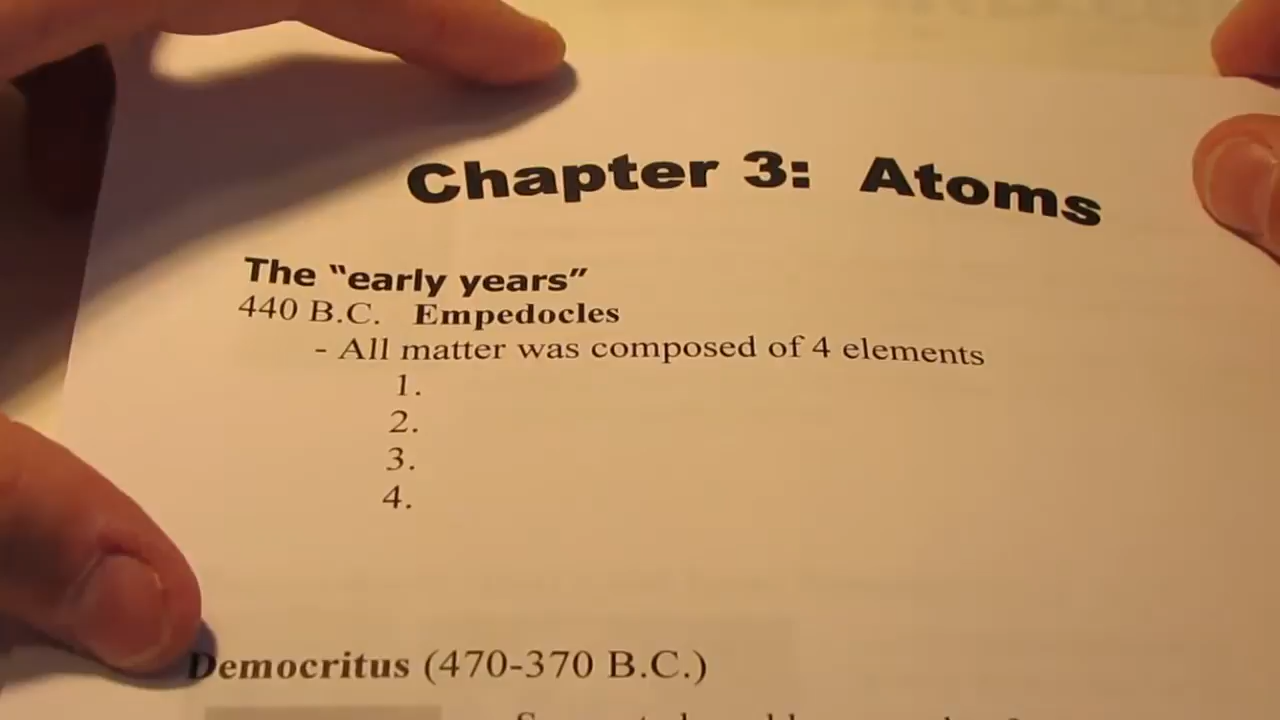 Chapter 3: Atoms
The "early years"
440 B.C. Empedocles
- All matter was composed of 4 elements
1.
2.
3.
4.
Democritus (470-370 B.C.)